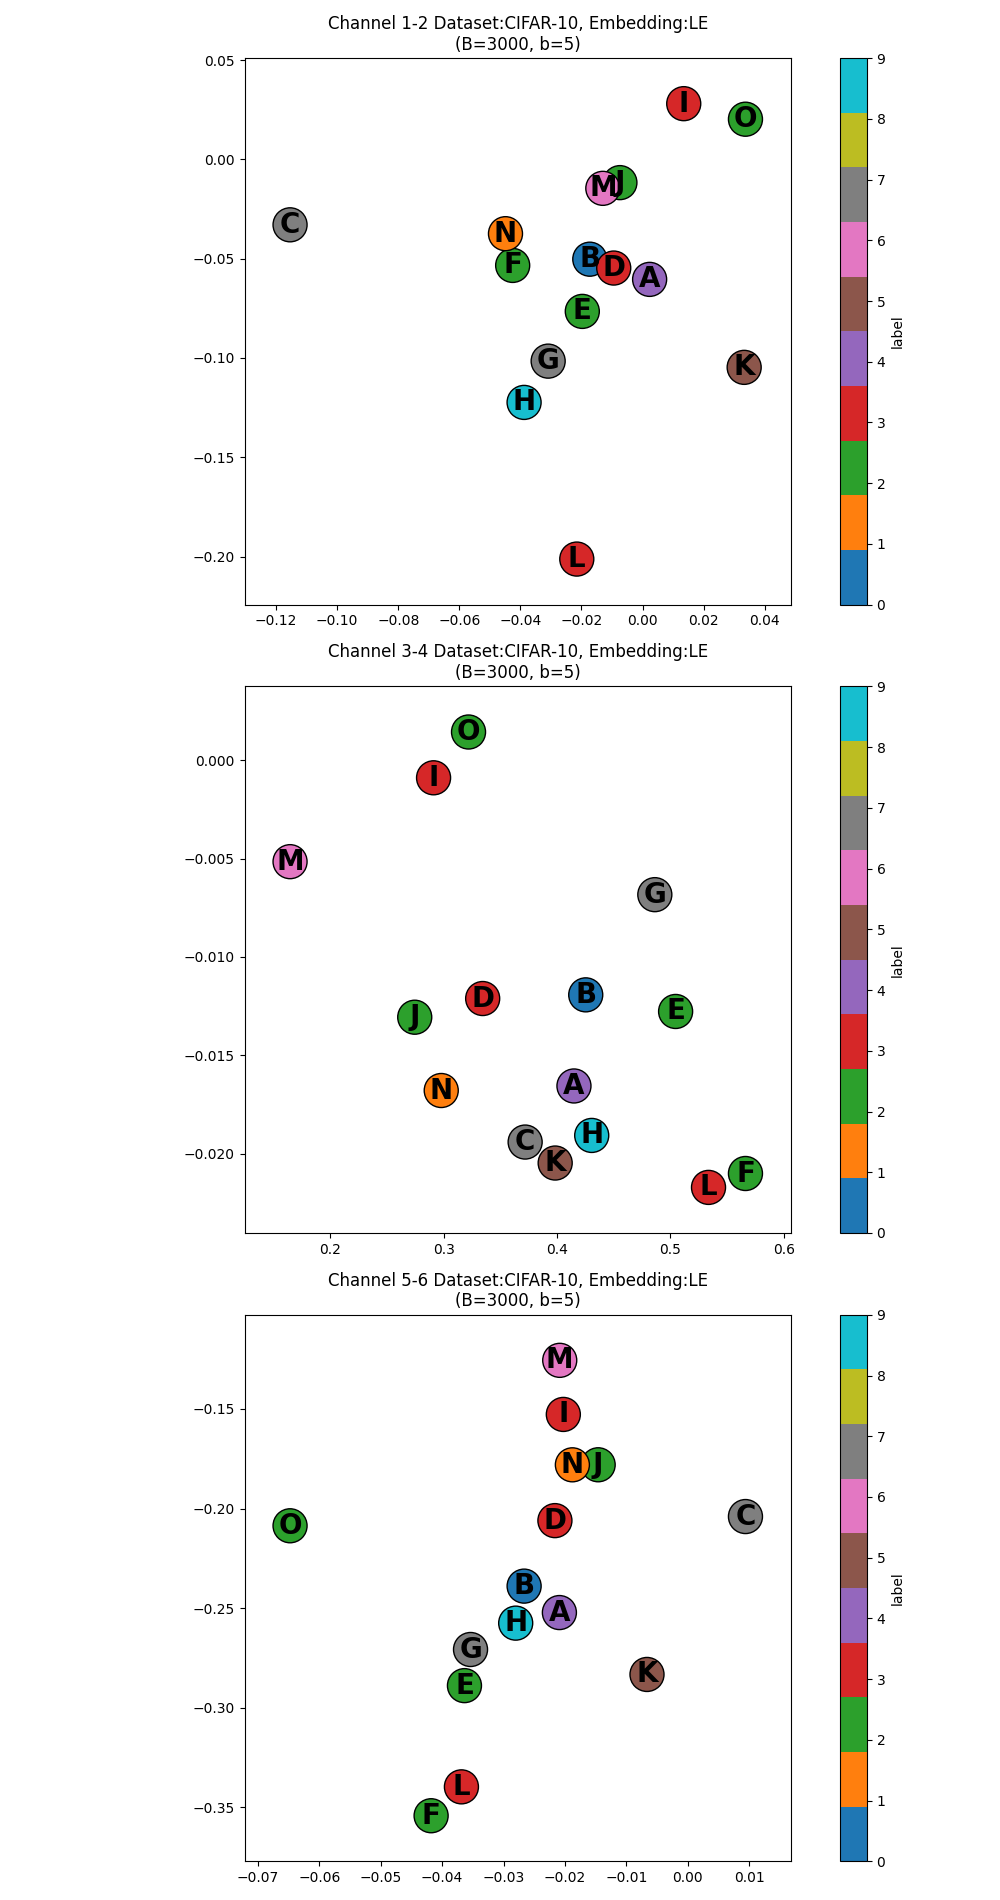 Channel 1-2 Dataset:CIFAR-10, Embedding:LE
(B=3000, b=5)
0.05
0.00
−0.05
−0.10
−0.15
−0.20
I
O
M
J
C
N
F
B
D
A
E
G
K
H
L
−0.12 −0.10 −0.08 −0.06 −0.04 −0.02 0.00 0.02 0.04
9
8
7
6
5
4
3
2
1
0
label
Channel 3-4 Dataset:CIFAR-10, Embedding:LE
(B=3000, b=5)
0.000
−0.005
−0.010
−0.015
−0.020
O
I
M
G
D
B
J
E
N
A
C
H
K
L
F
0.2 0.3 0.4 0.5 0.6
9
8
7
6
5
4
3
2
1
0
label
Channel 5-6 Dataset:CIFAR-10, Embedding:LE
(B=3000, b=5)
−0.15
−0.20
−0.25
−0.30
−0.35
M
I
N
J
O
D
C
B
A
H
G
E
K
L
F
−0.07 −0.06 −0.05 −0.04 −0.03 −0.02 −0.01 0.00 0.01
9
8
7
6
5
4
3
2
1
0
label